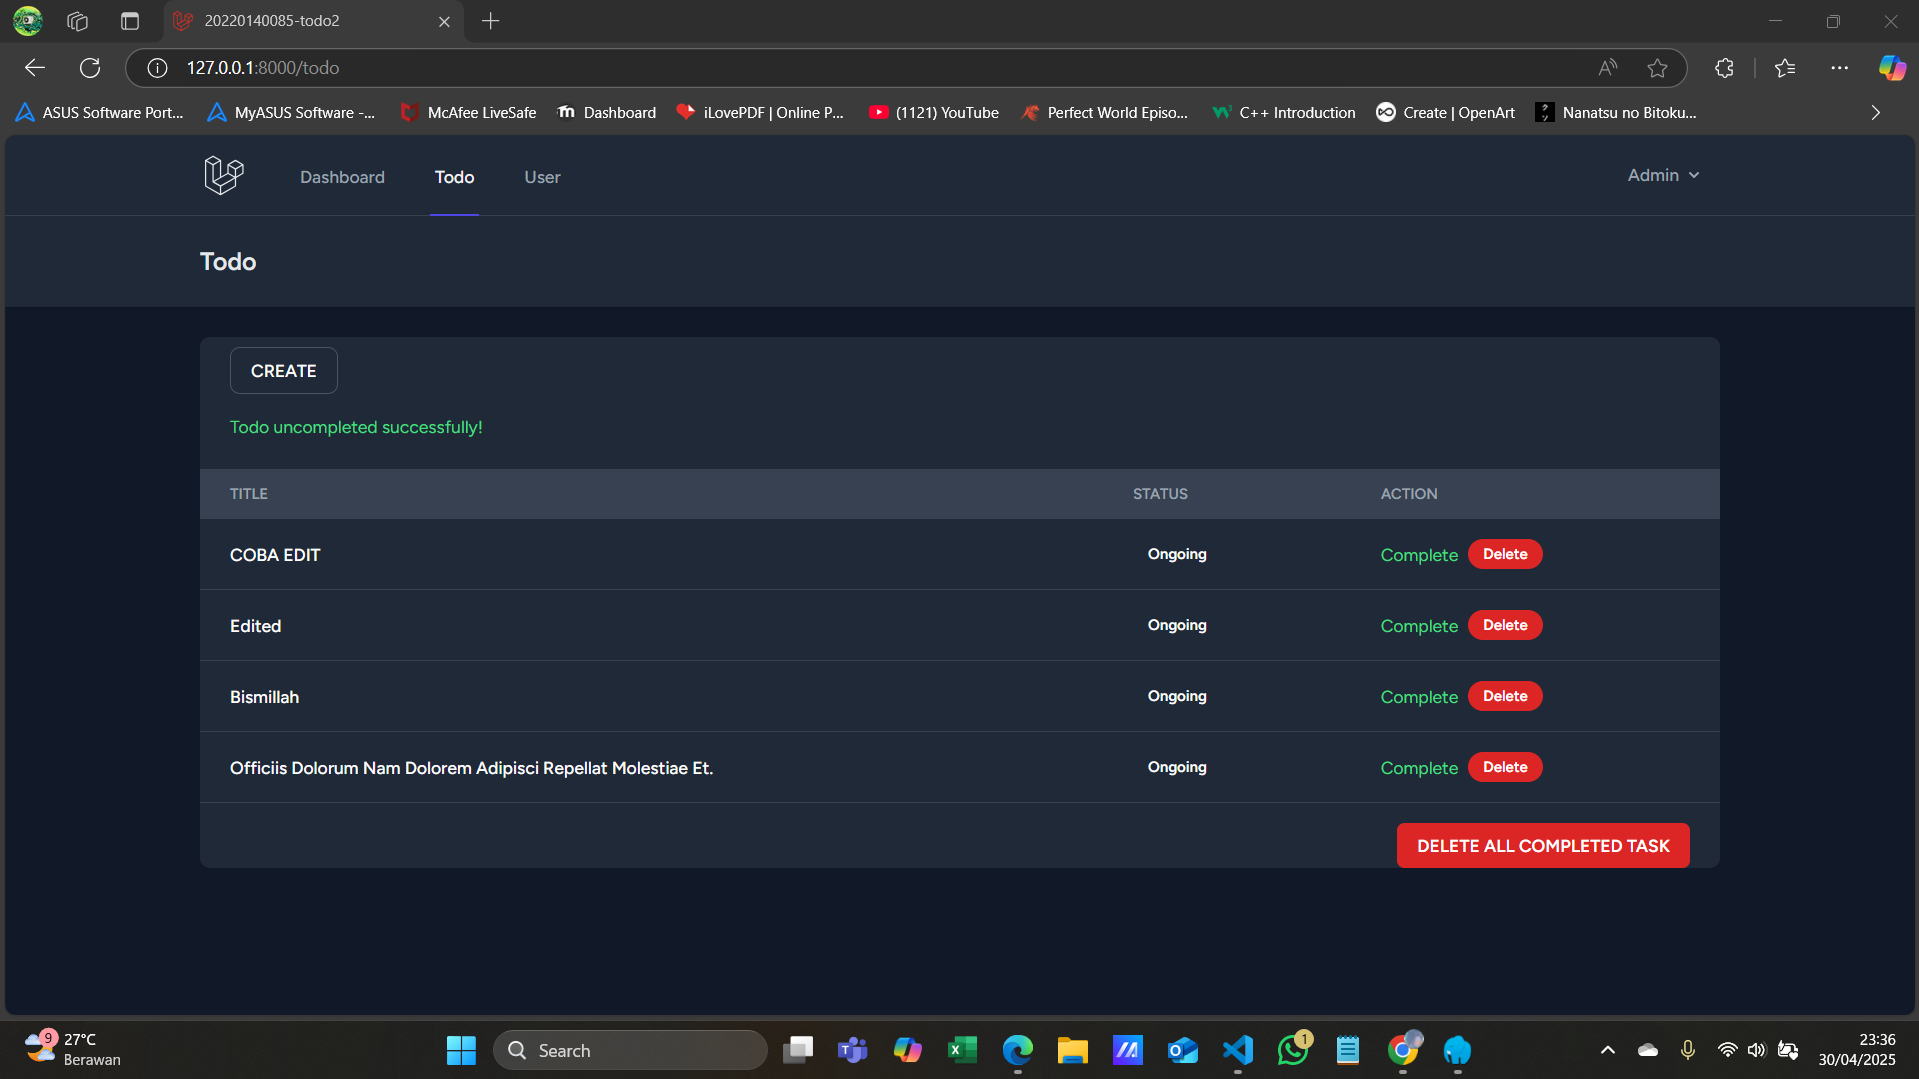 20220140085-todo2
127.0.0.1:8000/todo
ASUS Software Port... MyASUS Software -... McAfee LiveSafe Dashboard iLovePDF | Online P... (1121) YouTube Perfect World Episo... C++ Introduction Create | OpenArt Nanatsu no Bitoku...
Dashboard Todo User Admin
Todo
CREATE
Todo uncompleted successfully!
TITLE STATUS ACTION
COBA EDIT Ongoing Complete Delete
Edited Ongoing Complete Delete
Bismillah Ongoing Complete Delete
Officiis Dolorum Nam Dolorem Adipisci Repellat Molestiae Et. Ongoing Complete Delete
DELETE ALL COMPLETED TASK
9 27°C
Berawan
Search
1
23:36
30/04/2025